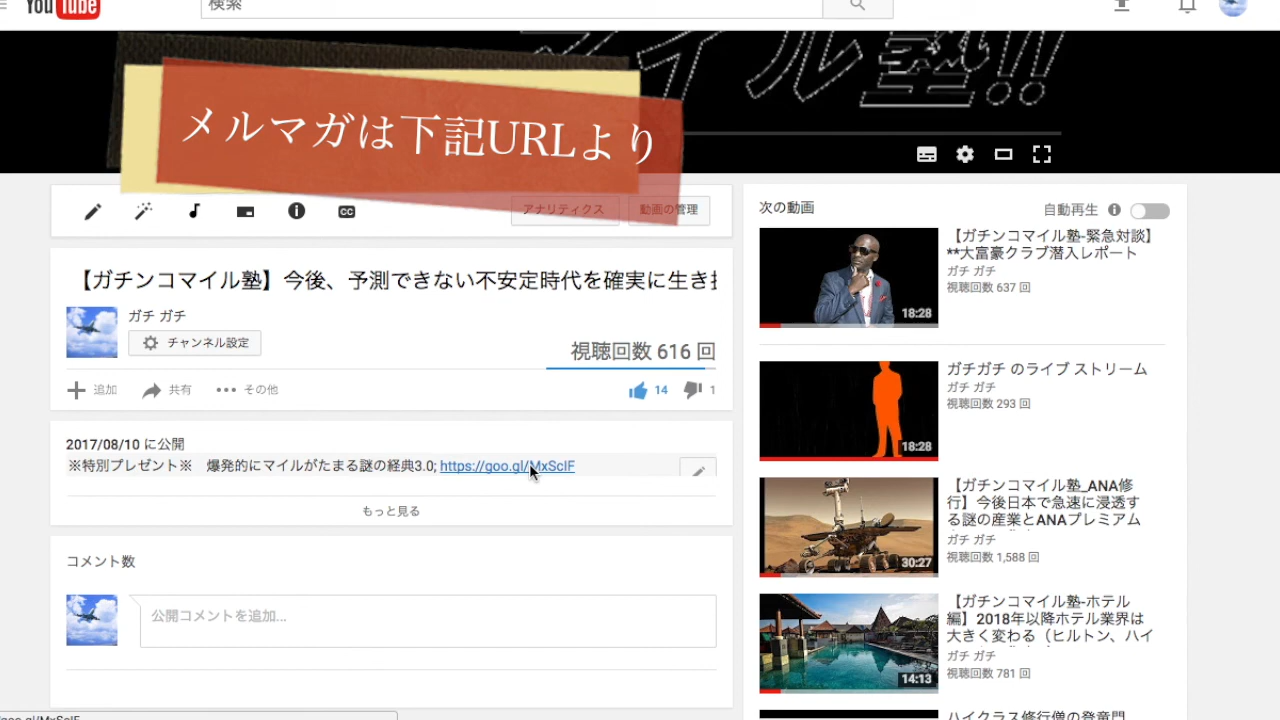 YouTube
検索
マイル塾!!
メルマガは下記URLより
アナリティクス
動画の管理
【ガチンコマイル塾】今後、予測できない不安定時代を確実に生き
ガチ ガチ
チャンネル設定
視聴回数 616 回
追加
共有
その他
14
1
2017/08/10 に公開
※特別プレゼント※ 爆発的にマイルがたまる謎の経典3.0; https://goo.gl/MxScIF
もっと見る
コメント数
公開コメントを追加...
次の動画
自動再生
【ガチンコマイル塾-緊急対談】
**大富豪クラブ潜入レポート
ガチ ガチ
視聴回数 637 回
18:28
ガチガチ のライブ ストリーム
ガチ ガチ
視聴回数 293 回
18:28
【ガチンコマイル塾_ANA修
行】今後日本で急速に浸透す
る謎の産業とANAプレミアム
ガチ ガチ
視聴回数 1,588 回
30:27
【ガチンコマイル塾-ホテル
編】2018年以降ホテル業界は
大きく変わる（ヒルトン、ハイ
ガチ ガチ
視聴回数 781 回
14:13
ハイクラス修行僧の登竜門